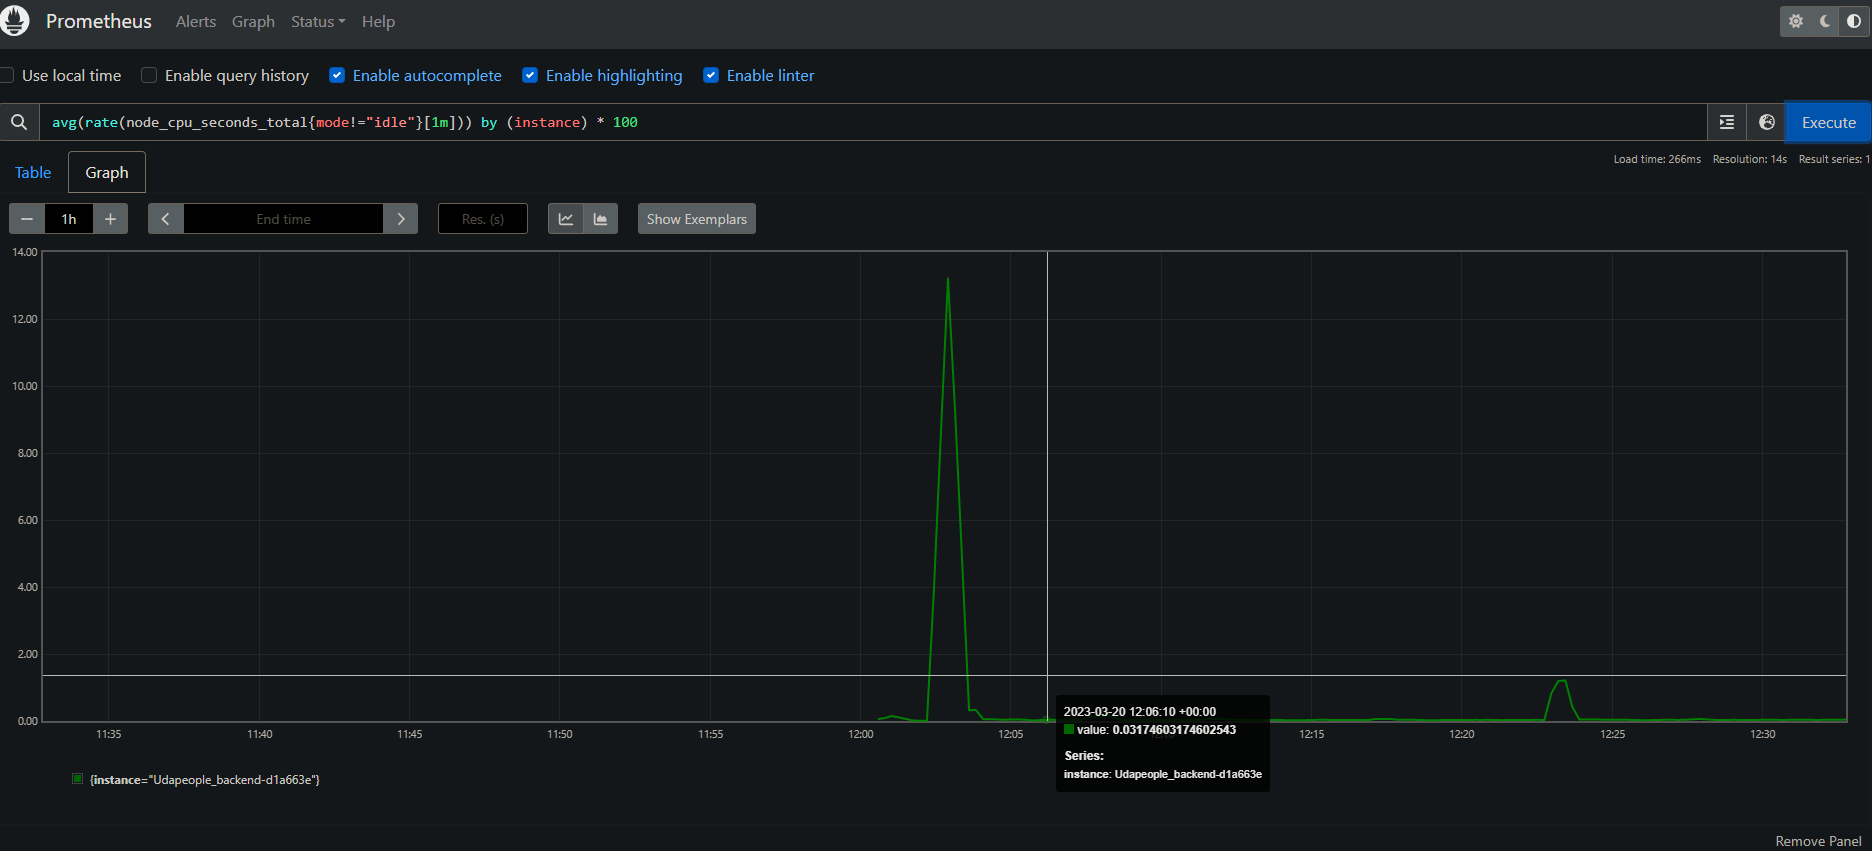 Prometheus Alerts Graph Status Help
Use local time Enable query history Enable autocomplete Enable highlighting Enable linter
avg(rate(node_cpu_seconds_total{mode!="idle"}[1m])) by (instance) * 100 Execute
Load time: 266ms Resolution: 14s Result series: 1
Table Graph
1h End time Res. (s) Show Exemplars
14.00
12.00
10.00
8.00
6.00
4.00
2.00
0.00
11:35 11:40 11:45 11:50 11:55 12:00 12:05 12:15 12:20 12:25 12:30
2023-03-20 12:06:10 +00:00
value: 0.03174603174602543
Series:
instance: Udapeople_backend-d1a663e
{instance="Udapeople_backend-d1a663e"}
Remove Panel